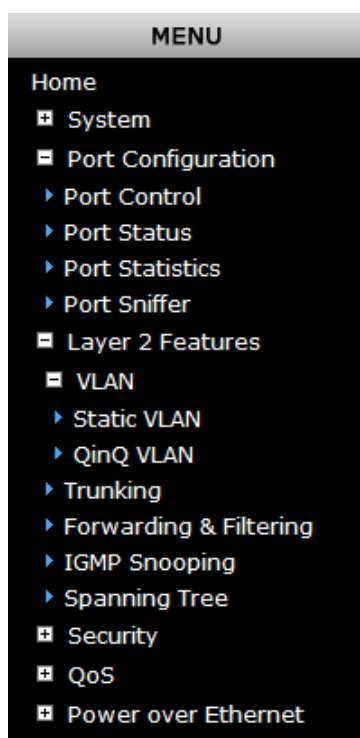 MENU
Home
System
Port Configuration
Port Control
Port Status
Port Statistics
Port Sniffer
Layer 2 Features
VLAN
Static VLAN
QinQ VLAN
Trunking
Forwarding & Filtering
IGMP Snooping
Spanning Tree
Security
QoS
Power over Ethernet